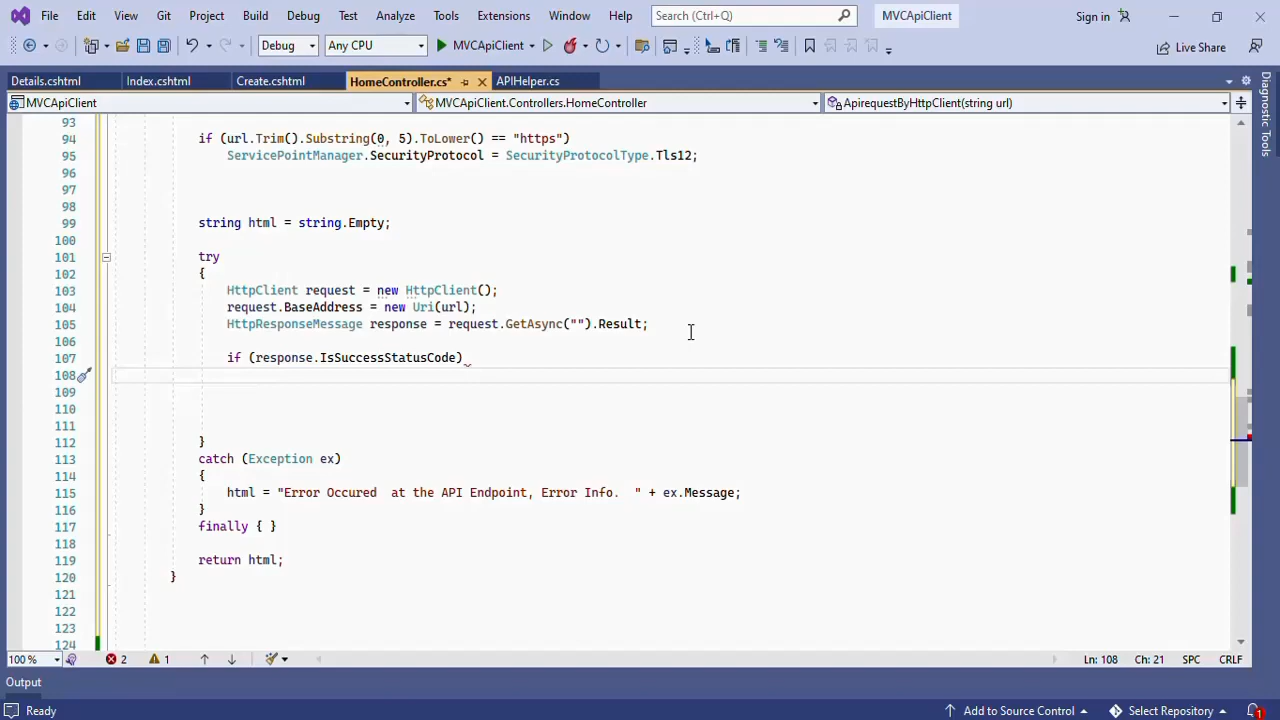 File Edit View Git Project Build Debug Test Analyze Tools Extensions Window Help Search (Ctrl+Q) MVCApiClient Sign in
Debug Any CPU MVCApiClient Live Share
Details.cshtml Index.cshtml Create.cshtml HomeController.cs* APIHelper.cs
MVCApiClient MVCApiClient.Controllers.HomeController ApirequestByHttpClient(string url)
Diagnostic Tools
93
94 if (url.Trim().Substring(0, 5).ToLower() == "https")
95 ServicePointManager.SecurityProtocol = SecurityProtocolType.Tls12;
96
97
98
99 string html = string.Empty;
100
101 try
102 {
103 HttpClient request = new HttpClient();
104 request.BaseAddress = new Uri(url);
105 HttpResponseMessage response = request.GetAsync("").Result;
106
107 if (response.IsSuccessStatusCode)
108
109
110
111
112 }
113 catch (Exception ex)
114 {
115 html = "Error Occured  at the API Endpoint, Error Info.  " + ex.Message;
116 }
117 finally { }
118
119 return html;
120 }
121
122
123
124
100 % 2 1 Ln: 108 Ch: 21 SPC CRLF
Output
Ready Add to Source Control Select Repository 1